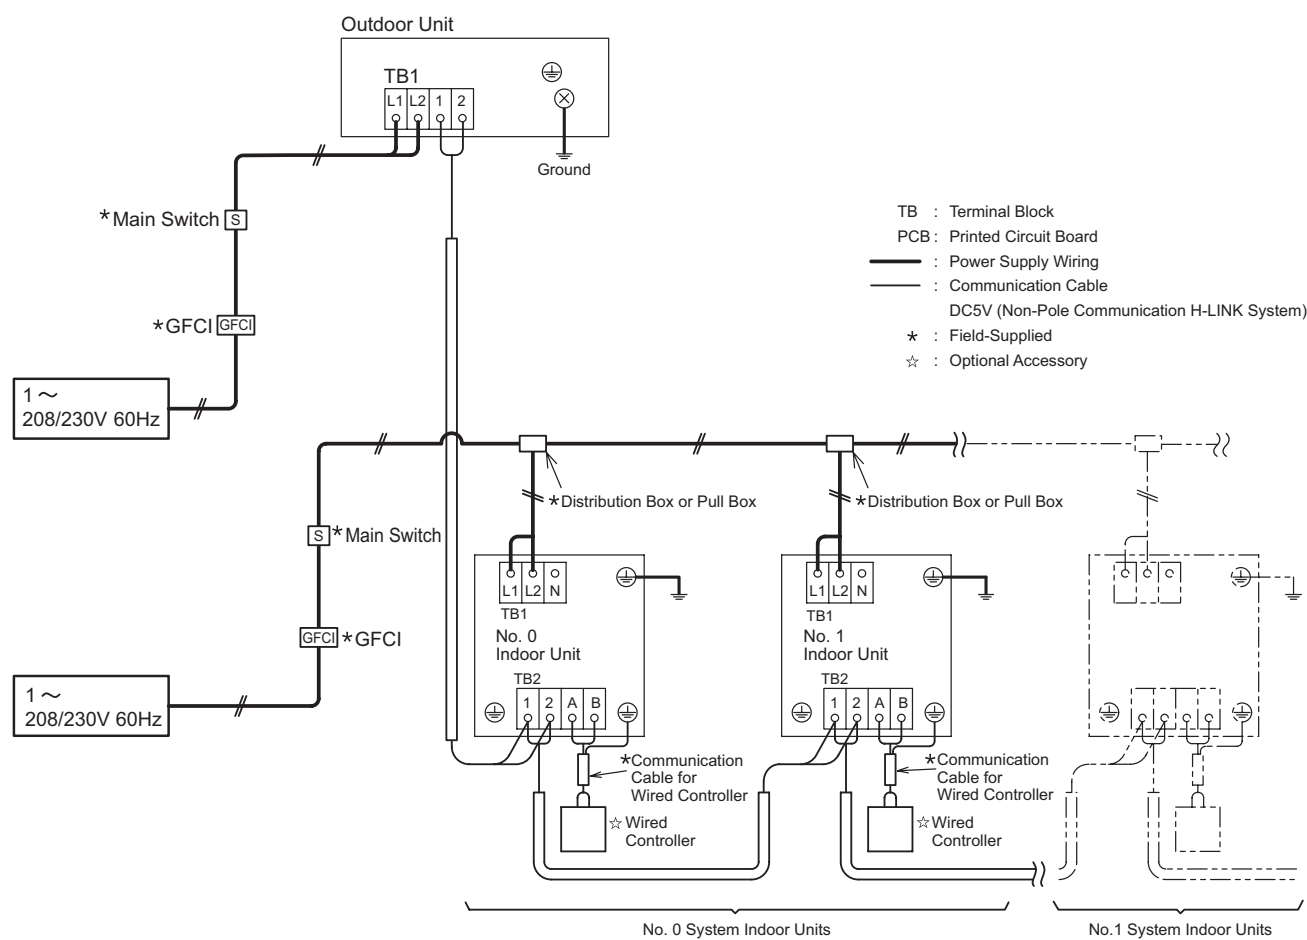 Outdoor Unit
TB1
L1 L2 1 2
Ground
*Main Switch S
*GFCI GFCI
1～
208/230V 60Hz
TB : Terminal Block
PCB : Printed Circuit Board
: Power Supply Wiring
: Communication Cable
DC5V (Non-Pole Communication H-LINK System)
* : Field-Supplied
☆ : Optional Accessory
*Distribution Box or Pull Box
*Distribution Box or Pull Box
S *Main Switch
GFCI *GFCI
1～
208/230V 60Hz
L1 L2 N
TB1
No. 0
Indoor Unit
TB2
1 2 A B
*Communication
Cable for
Wired Controller
☆Wired
Controller
L1 L2 N
TB1
No. 1
Indoor Unit
TB2
1 2 A B
*Communication
Cable for
Wired Controller
☆Wired
Controller
No. 0 System Indoor Units
No.1 System Indoor Units